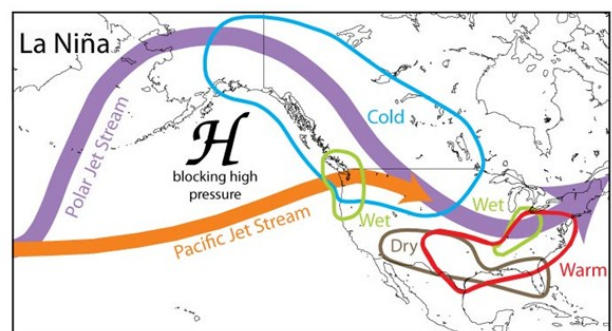 La Niña
Polar Jet Stream
H
blocking high
pressure
Cold
Pacific Jet Stream
Wet
Wet
Dry
Warm